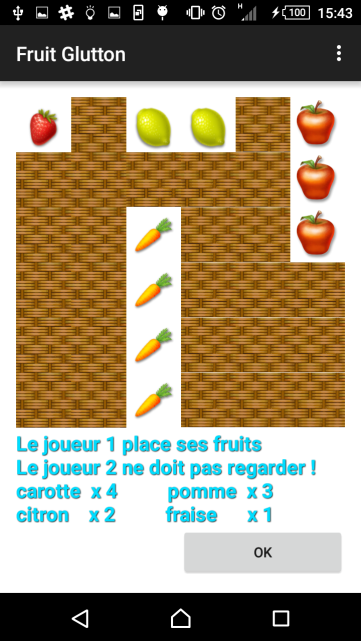 H 100 15:43
Fruit Glutton
Le joueur 1 place ses fruits
Le joueur 2 ne doit pas regarder !
carotte x 4 pomme x 3
citron x 2 fraise x 1
OK